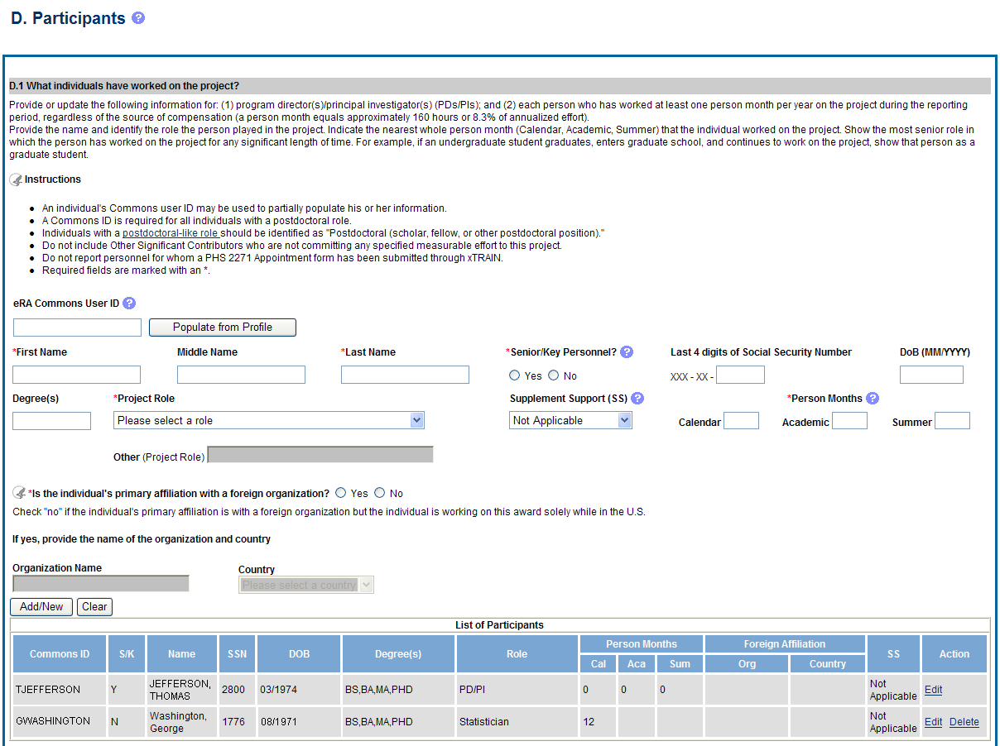 D. Participants ?
D.1 What individuals have worked on the project?
Provide or update the following information for: (1) program director(s)/principal investigator(s) (PDs/PIs); and (2) each person who has worked at least one person month per year on the project during the reporting
period, regardless of the source of compensation (a person month equals approximately 160 hours or 8.3% of annualized effort).
Provide the name and identify the role the person played in the project. Indicate the nearest whole person month (Calendar, Academic, Summer) that the individual worked on the project. Show the most senior role in
which the person has worked on the project for any significant length of time. For example, if an undergraduate student graduates, enters graduate school, and continues to work on the project, show that person as a
graduate student.
Instructions
• An individual's Commons user ID may be used to partially populate his or her information.
• A Commons ID is required for all individuals with a postdoctoral role.
• Individuals with a postdoctoral-like role should be identified as "Postdoctoral (scholar, fellow, or other postdoctoral position)."
• Do not include Other Significant Contributors who are not committing any specified measurable effort to this project.
• Do not report personnel for whom a PHS 2271 Appointment form has been submitted through xTRAIN.
• Required fields are marked with an *.
eRA Commons User ID ?
Populate from Profile
*First Name Middle Name *Last Name *Senior/Key Personnel? ? Last 4 digits of Social Security Number DoB (MM/YYYY)
Yes No XXX - XX -
Degree(s) *Project Role Supplement Support (SS) ? *Person Months ?
Please select a role Not Applicable Calendar Academic Summer
Other (Project Role)
*Is the individual's primary affiliation with a foreign organization? Yes No
Check "no" if the individual's primary affiliation is with a foreign organization but the individual is working on this award solely while in the U.S.
If yes, provide the name of the organization and country
Organization Name Country
Please select a country
Add/New Clear
List of Participants
Commons ID S/K Name SSN DOB Degree(s) Role Person Months Foreign Affiliation SS Action
Cal Aca Sum Org Country
TJEFFERSON Y JEFFERSON, THOMAS 2800 03/1974 BS,BA,MA,PHD PD/PI 0 0 0 Not Applicable Edit
GWASHINGTON N Washington, George 1776 08/1971 BS,BA,MA,PHD Statistician 12 Not Applicable Edit Delete